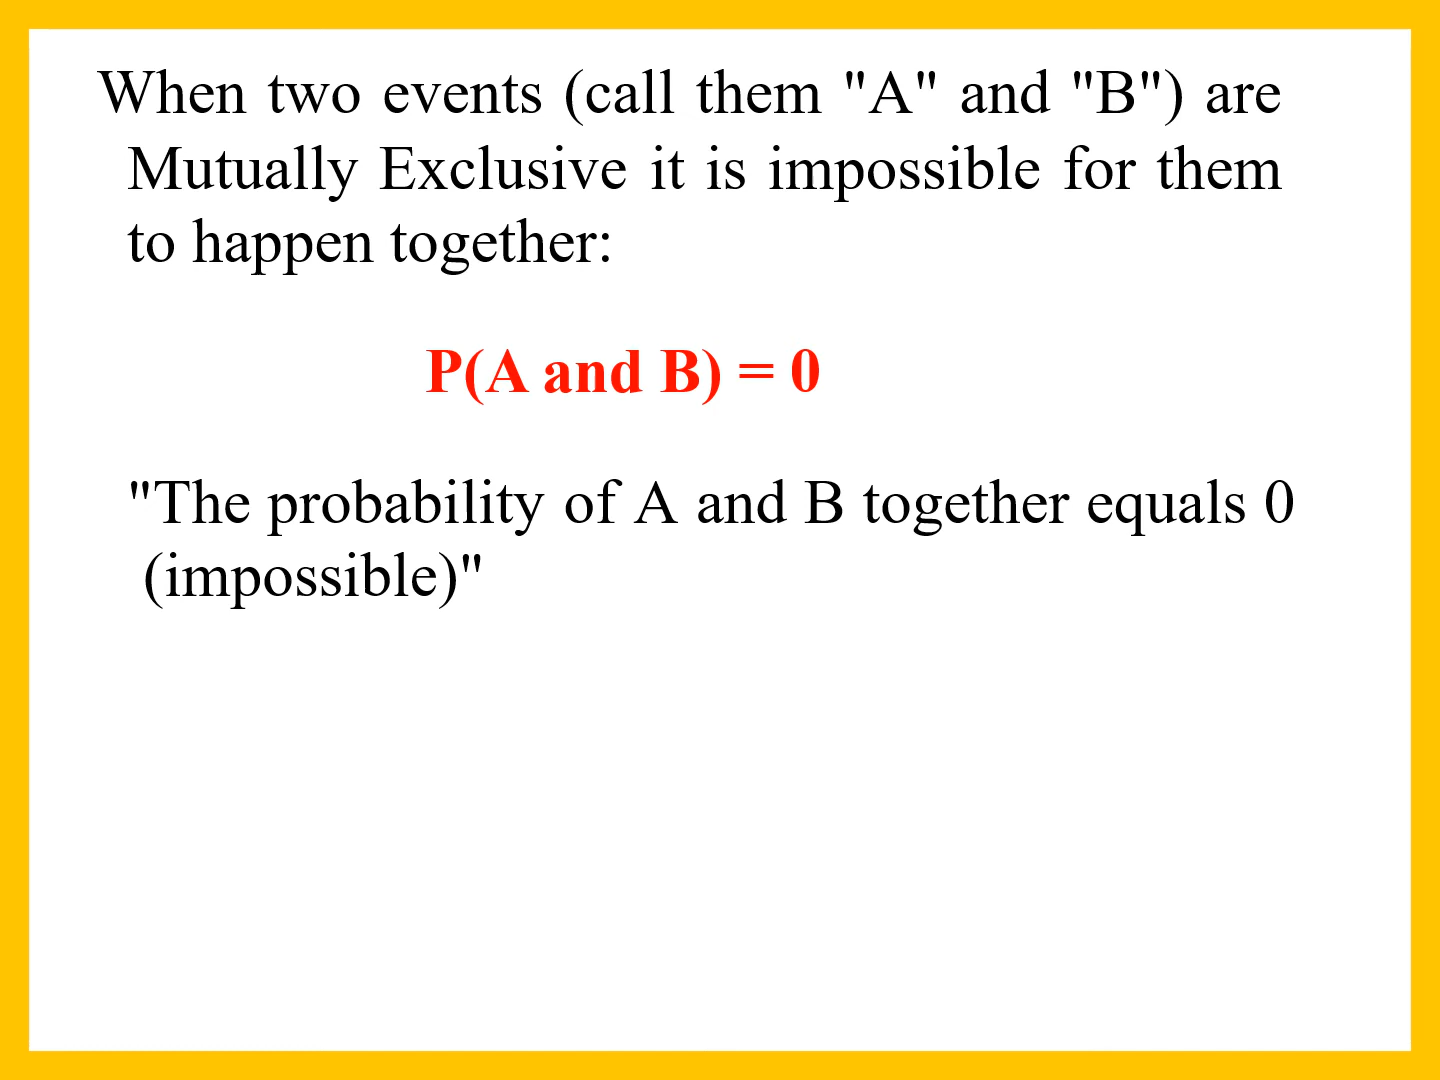 When two events (call them "A" and "B") are
Mutually Exclusive it is impossible for them
to happen together:
P(A and B) = 0
"The probability of A and B together equals 0
(impossible)"